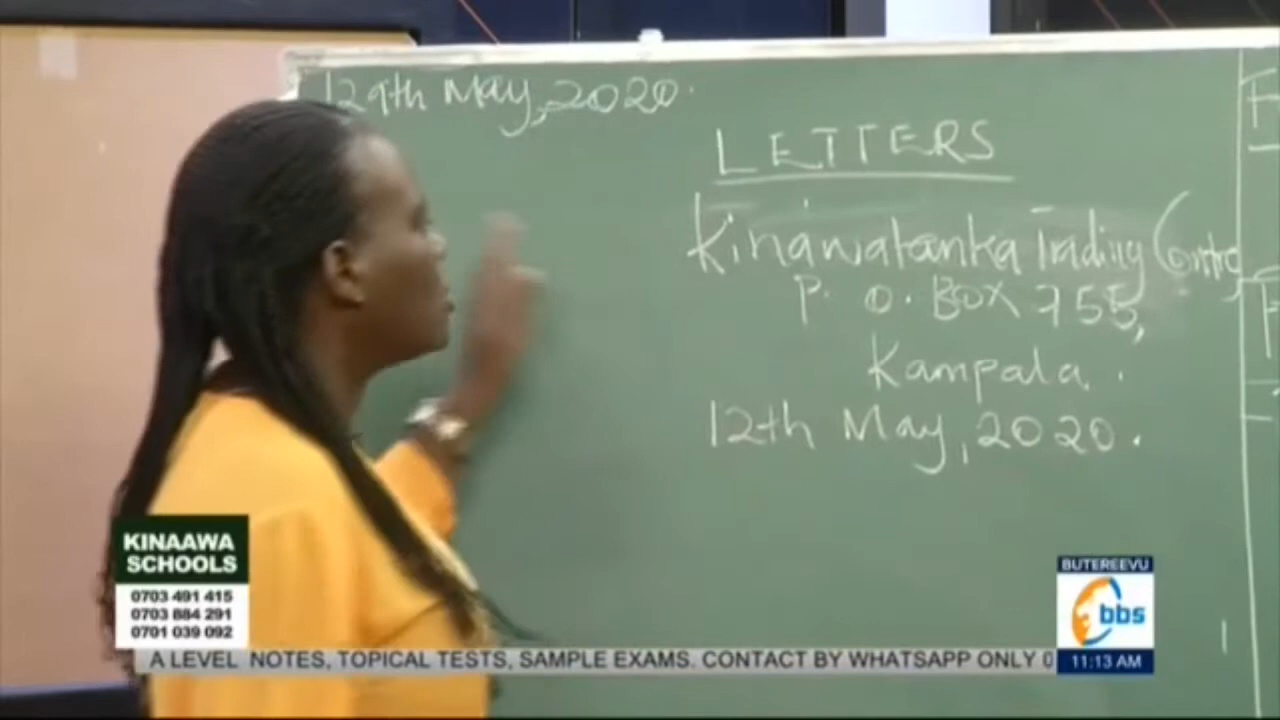 29th May, 2020.
LETTERS
Kinawatanka Trading Centre
P. O. BOX 755,
Kampala.
12th May, 2020.
KINAAWA
SCHOOLS
0703 491 415
0703 884 291
0701 039 092
BUTEREEVU
bbs
11:13 AM
A LEVEL NOTES, TOPICAL TESTS, SAMPLE EXAMS. CONTACT BY WHATSAPP ONLY 0